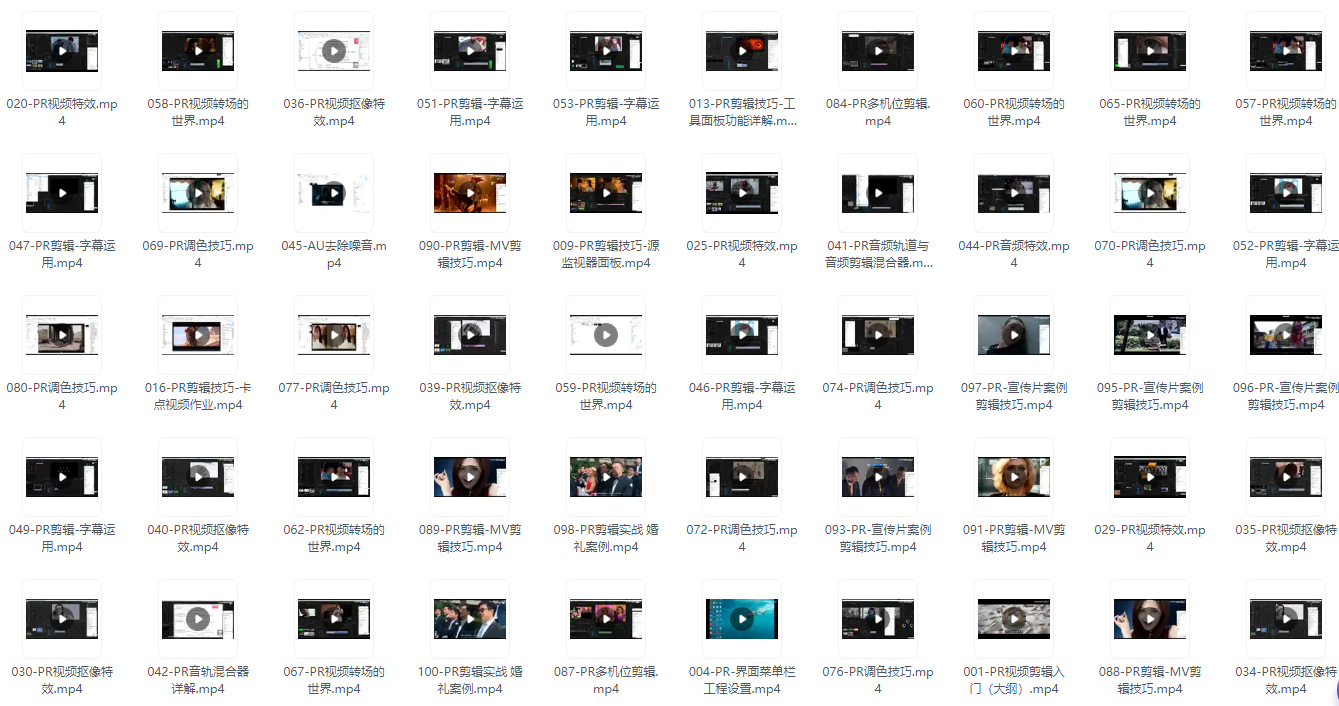 020-PR视频特效.mp
4
058-PR视频转场的
世界.mp4
036-PR视频抠像特
效.mp4
051-PR剪辑-字幕运
用.mp4
053-PR剪辑-字幕运
用.mp4
013-PR剪辑技巧-工
具面板功能详解.m...
084-PR多机位剪辑.
mp4
060-PR视频转场的
世界.mp4
065-PR视频转场的
世界.mp4
057-PR视频转场的
世界.mp4
047-PR剪辑-字幕运
用.mp4
069-PR调色技巧.mp
4
045-AU去除噪音.m
p4
090-PR剪辑-MV剪
辑技巧.mp4
009-PR剪辑技巧-源
监视器面板.mp4
025-PR视频特效.mp
4
041-PR音频轨道与
音频剪辑混合器.m...
044-PR音频特效.mp
4
070-PR调色技巧.mp
4
052-PR剪辑-字幕运
用.mp4
080-PR调色技巧.mp
4
016-PR剪辑技巧-卡
点视频作业.mp4
077-PR调色技巧.mp
4
039-PR视频抠像特
效.mp4
059-PR视频转场的
世界.mp4
046-PR剪辑-字幕运
用.mp4
074-PR调色技巧.mp
4
097-PR-宣传片案例
剪辑技巧.mp4
095-PR-宣传片案例
剪辑技巧.mp4
096-PR-宣传片案例
剪辑技巧.mp4
049-PR剪辑-字幕运
用.mp4
040-PR视频抠像特
效.mp4
062-PR视频转场的
世界.mp4
089-PR剪辑-MV剪
辑技巧.mp4
098-PR剪辑实战 婚
礼案例.mp4
072-PR调色技巧.mp
4
093-PR-宣传片案例
剪辑技巧.mp4
091-PR剪辑-MV剪
辑技巧.mp4
029-PR视频特效.mp
4
035-PR视频抠像特
效.mp4
030-PR视频抠像特
效.mp4
042-PR音轨混合器
详解.mp4
067-PR视频转场的
世界.mp4
100-PR剪辑实战 婚
礼案例.mp4
087-PR多机位剪辑.
mp4
004-PR-界面菜单栏
工程设置.mp4
076-PR调色技巧.mp
4
001-PR视频剪辑入
门（大纲）.mp4
088-PR剪辑-MV剪
辑技巧.mp4
034-PR视频抠像特
效.mp4